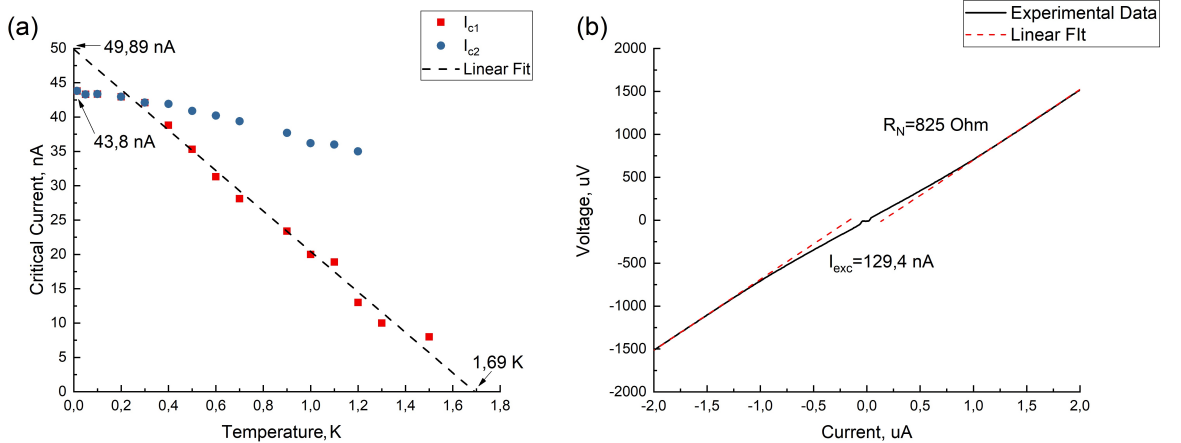 (a)
I_c1
I_c2
Linear Fit
49,89 nA
43,8 nA
1,69 K
Critical Current, nA
50
45
40
35
30
25
20
15
10
5
0
0,0 0,2 0,4 0,6 0,8 1,0 1,2 1,4 1,6 1,8
Temperature, K
(b)
Experimental Data
Linear FIt
R_N=825 Ohm
I_exc=129,4 nA
Voltage, uV
2000
1500
1000
500
0
-500
-1000
-1500
-2000
-2,0 -1,5 -1,0 -0,5 0,0 0,5 1,0 1,5 2,0
Current, uA